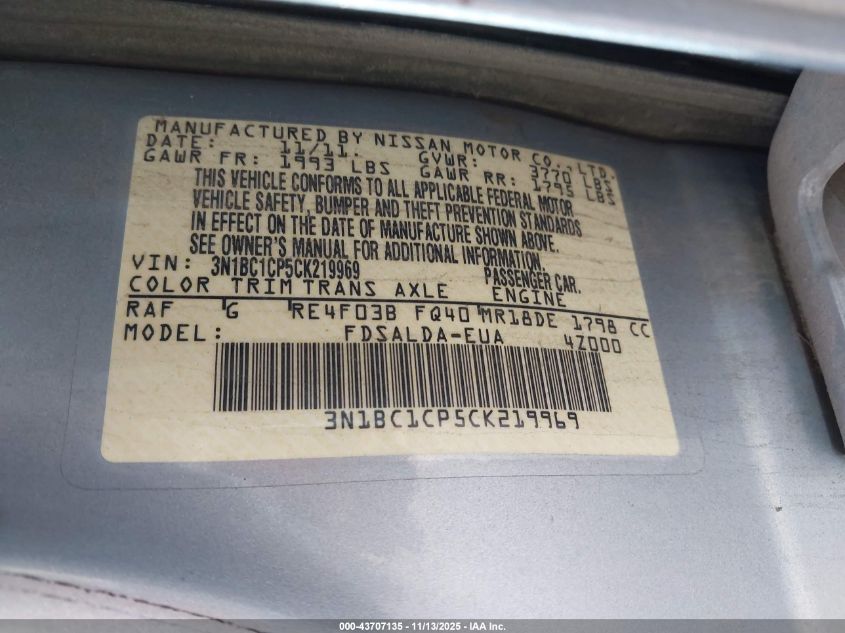 MANUFACTURED BY NISSAN MOTOR CO., LTD.
DATE: 11/11. GVWR: 3770 LBS
GAWR FR: 1993 LBS GAWR RR: 1795 LBS
THIS VEHICLE CONFORMS TO ALL APPLICABLE FEDERAL MOTOR
VEHICLE SAFETY, BUMPER AND THEFT PREVENTION STANDARDS
IN EFFECT ON THE DATE OF MANUFACTURE SHOWN ABOVE.
SEE OWNER'S MANUAL FOR ADDITIONAL INFORMATION.
VIN: 3N1BC1CP5CK219969 PASSENGER CAR.
COLOR TRIM TRANS AXLE ENGINE
RAF G RE4F03B FQ40 MR18DE 1798 CC
MODEL: FDSALDA-EUA 4Z000
3N1BC1CP5CK219969
000-43707135 - 11/13/2025 - IAA Inc.